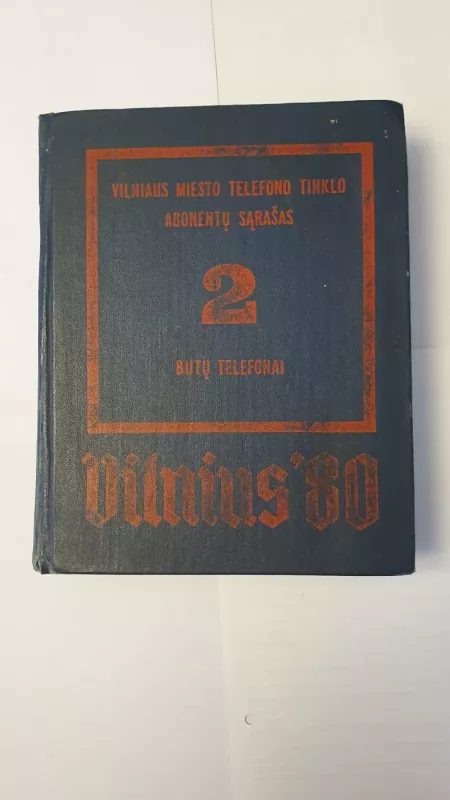 VILNIAUS MIESTO TELEFONO TINKLO
ABONENTŲ SĄRAŠAS
2
BUTŲ TELEFONAI
Vilnius '80